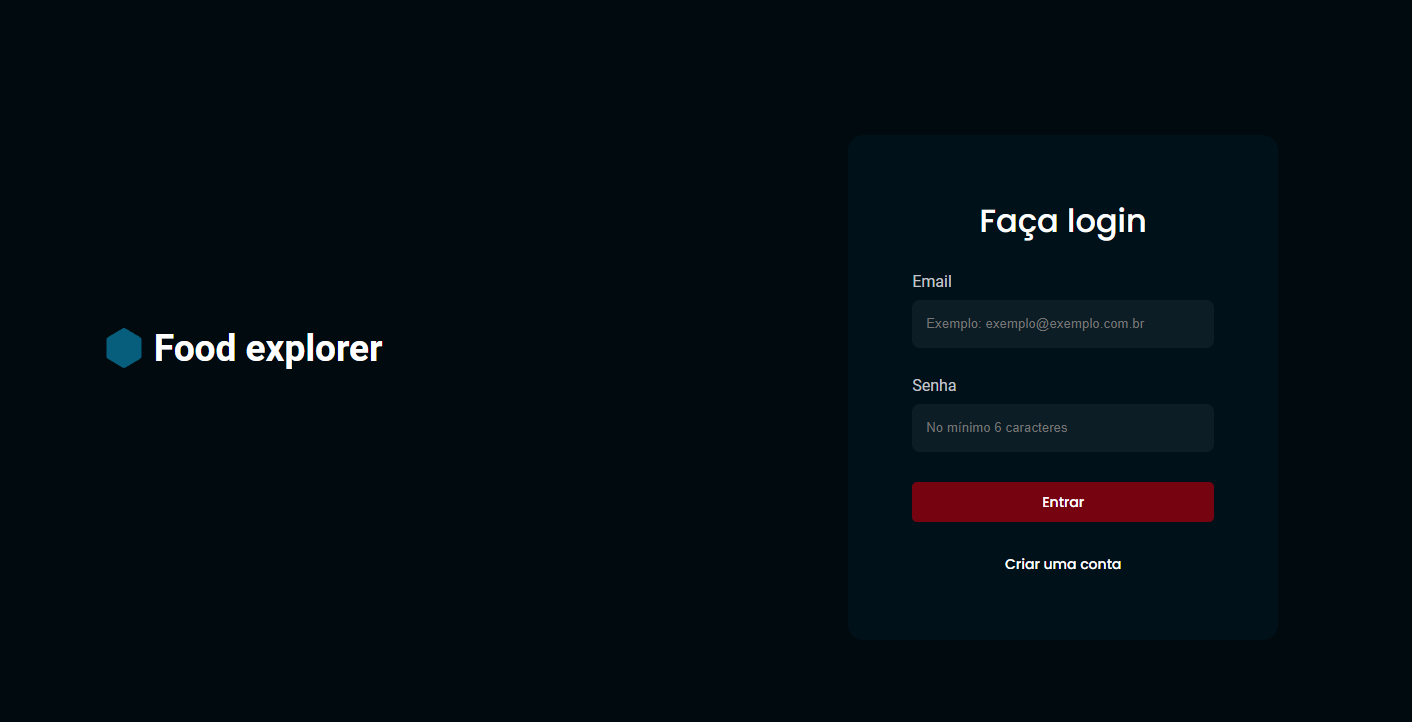 Food explorer
Faça login
Email
Exemplo: exemplo@exemplo.com.br
Senha
No mínimo 6 caracteres
Entrar
Criar uma conta